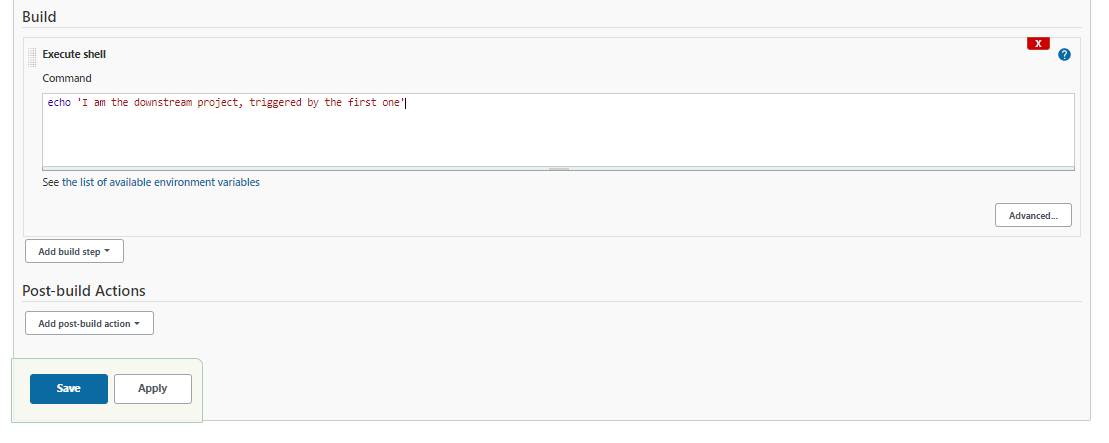 Build
X
Execute shell
?
Command
echo 'I am the downstream project, triggered by the first one'
See the list of available environment variables
Advanced...
Add build step
Post-build Actions
Add post-build action
Save Apply